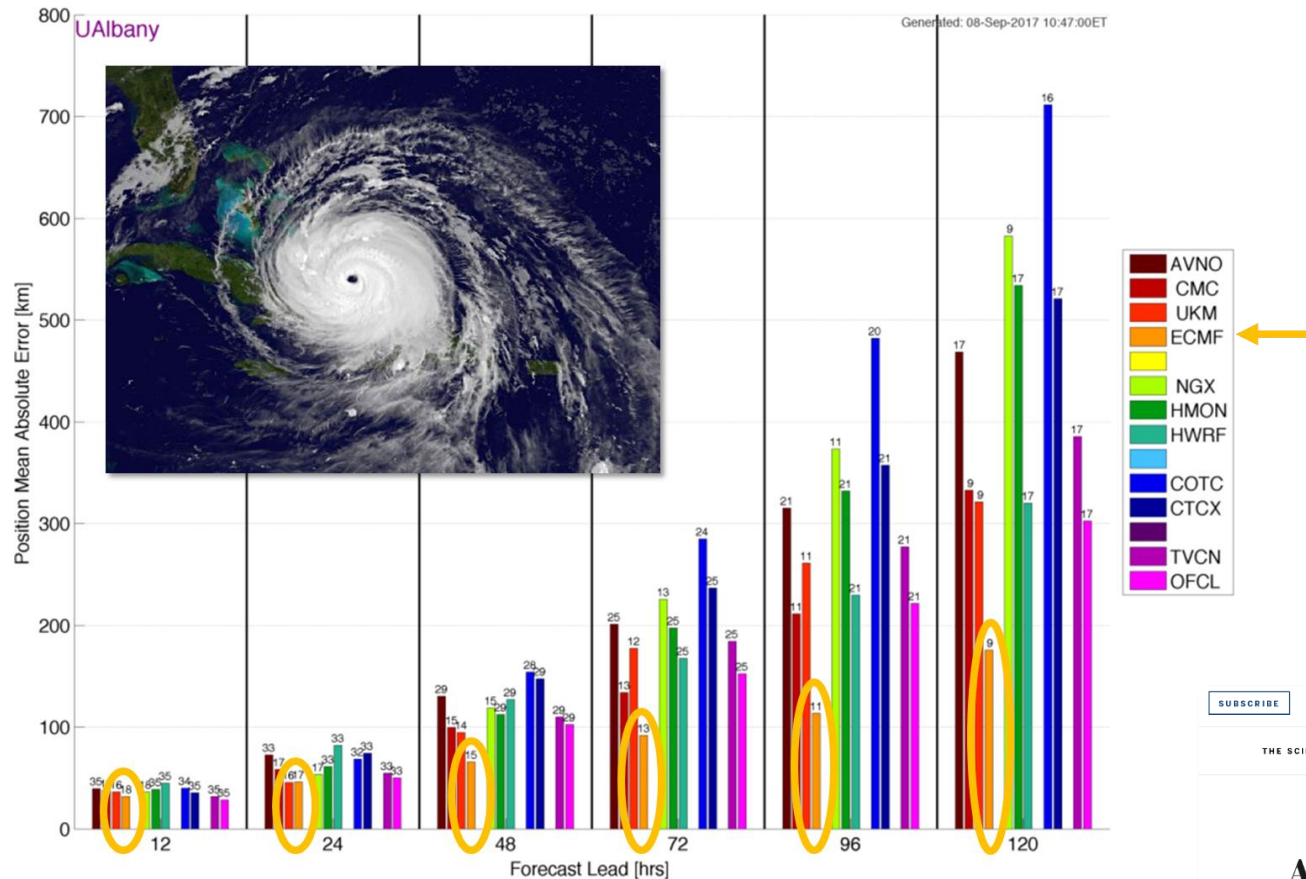 UAlbany
Generated: 08-Sep-2017 10:47:00ET
800
700
600
500
400
300
200
100
0
Position Mean Absolute Error [km]
35 16 18 35 35 34 35 35 35
33 17 16 17 17 33 33 32 33 33 33
29 15 14 15 15 29 29 28 29 29 29
25 13 12 13 13 25 25 24 25 25 25
21 11 11 11 11 21 21 20 21 21 21
17 9 9 9 9 17 17 16 17 17 17
12 24 48 72 96 120
Forecast Lead [hrs]
AVNO
CMC
UKM
ECMF
NGX
HMON
HWRF
COTC
CTCX
TVCN
OFCL
SUBSCRIBE
THE SCI
A